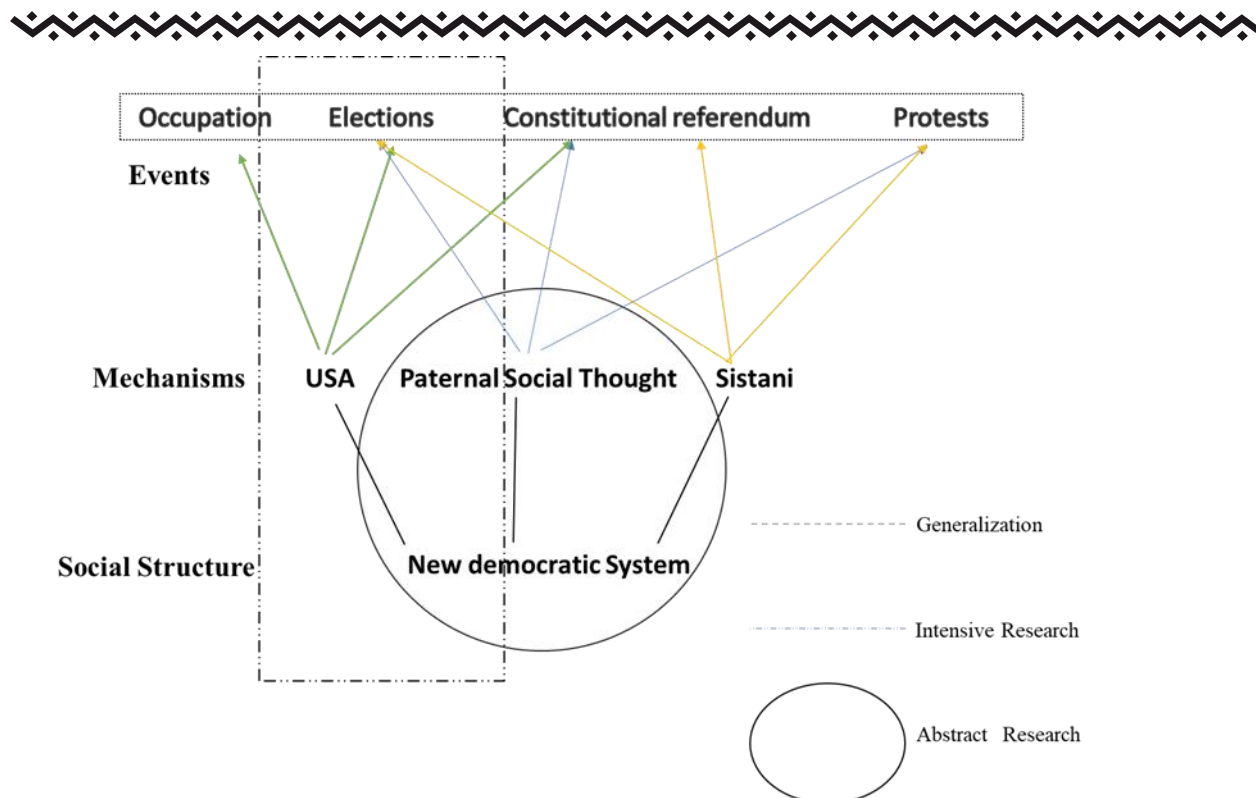 Occupation Elections Constitutional referendum Protests
Events
Mechanisms USA Paternal Social Thought Sistani
Generalization
Social Structure New democratic System
Intensive Research
Abstract Research